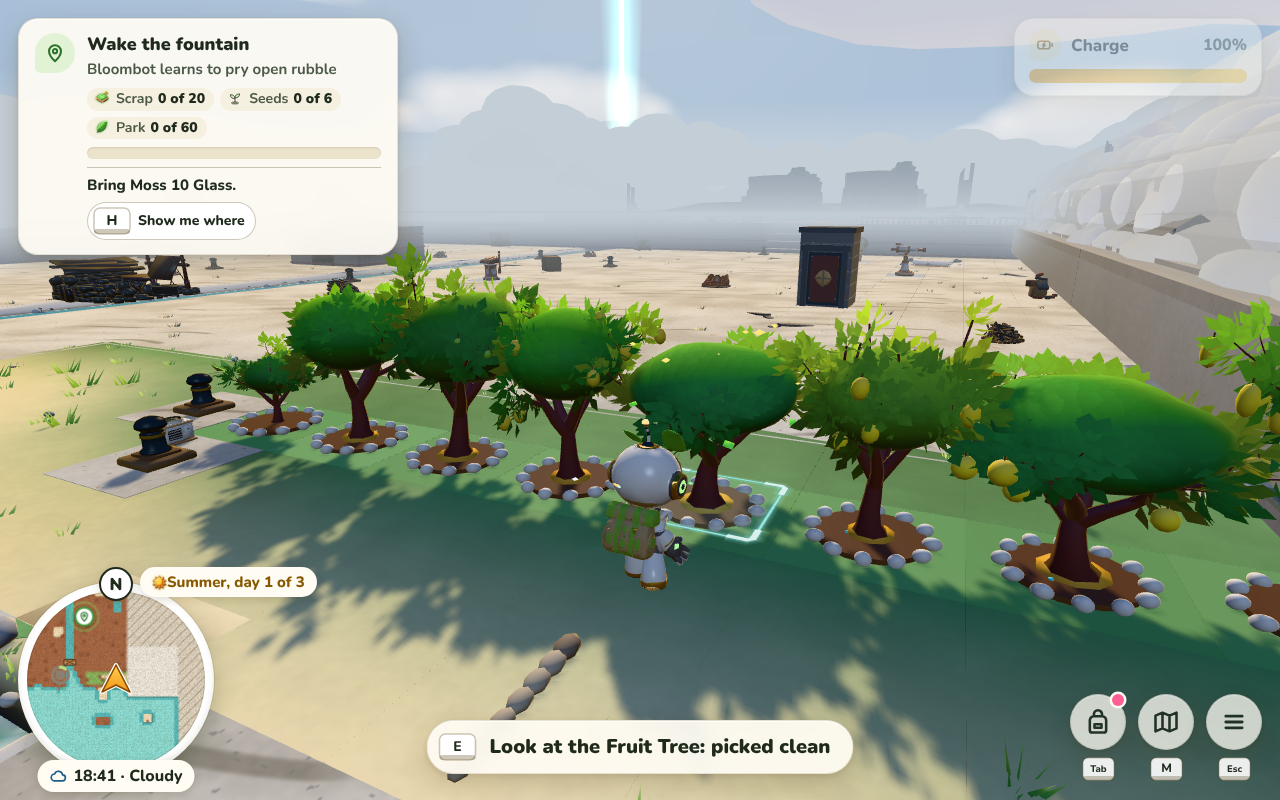 Wake the fountain
Bloombot learns to pry open rubble
Scrap 0 of 20 Seeds 0 of 6
Park 0 of 60
Bring Moss 10 Glass.
H Show me where
Charge 100%
N
Summer, day 1 of 3
18:41 · Cloudy
E Look at the Fruit Tree: picked clean
Tab M Esc